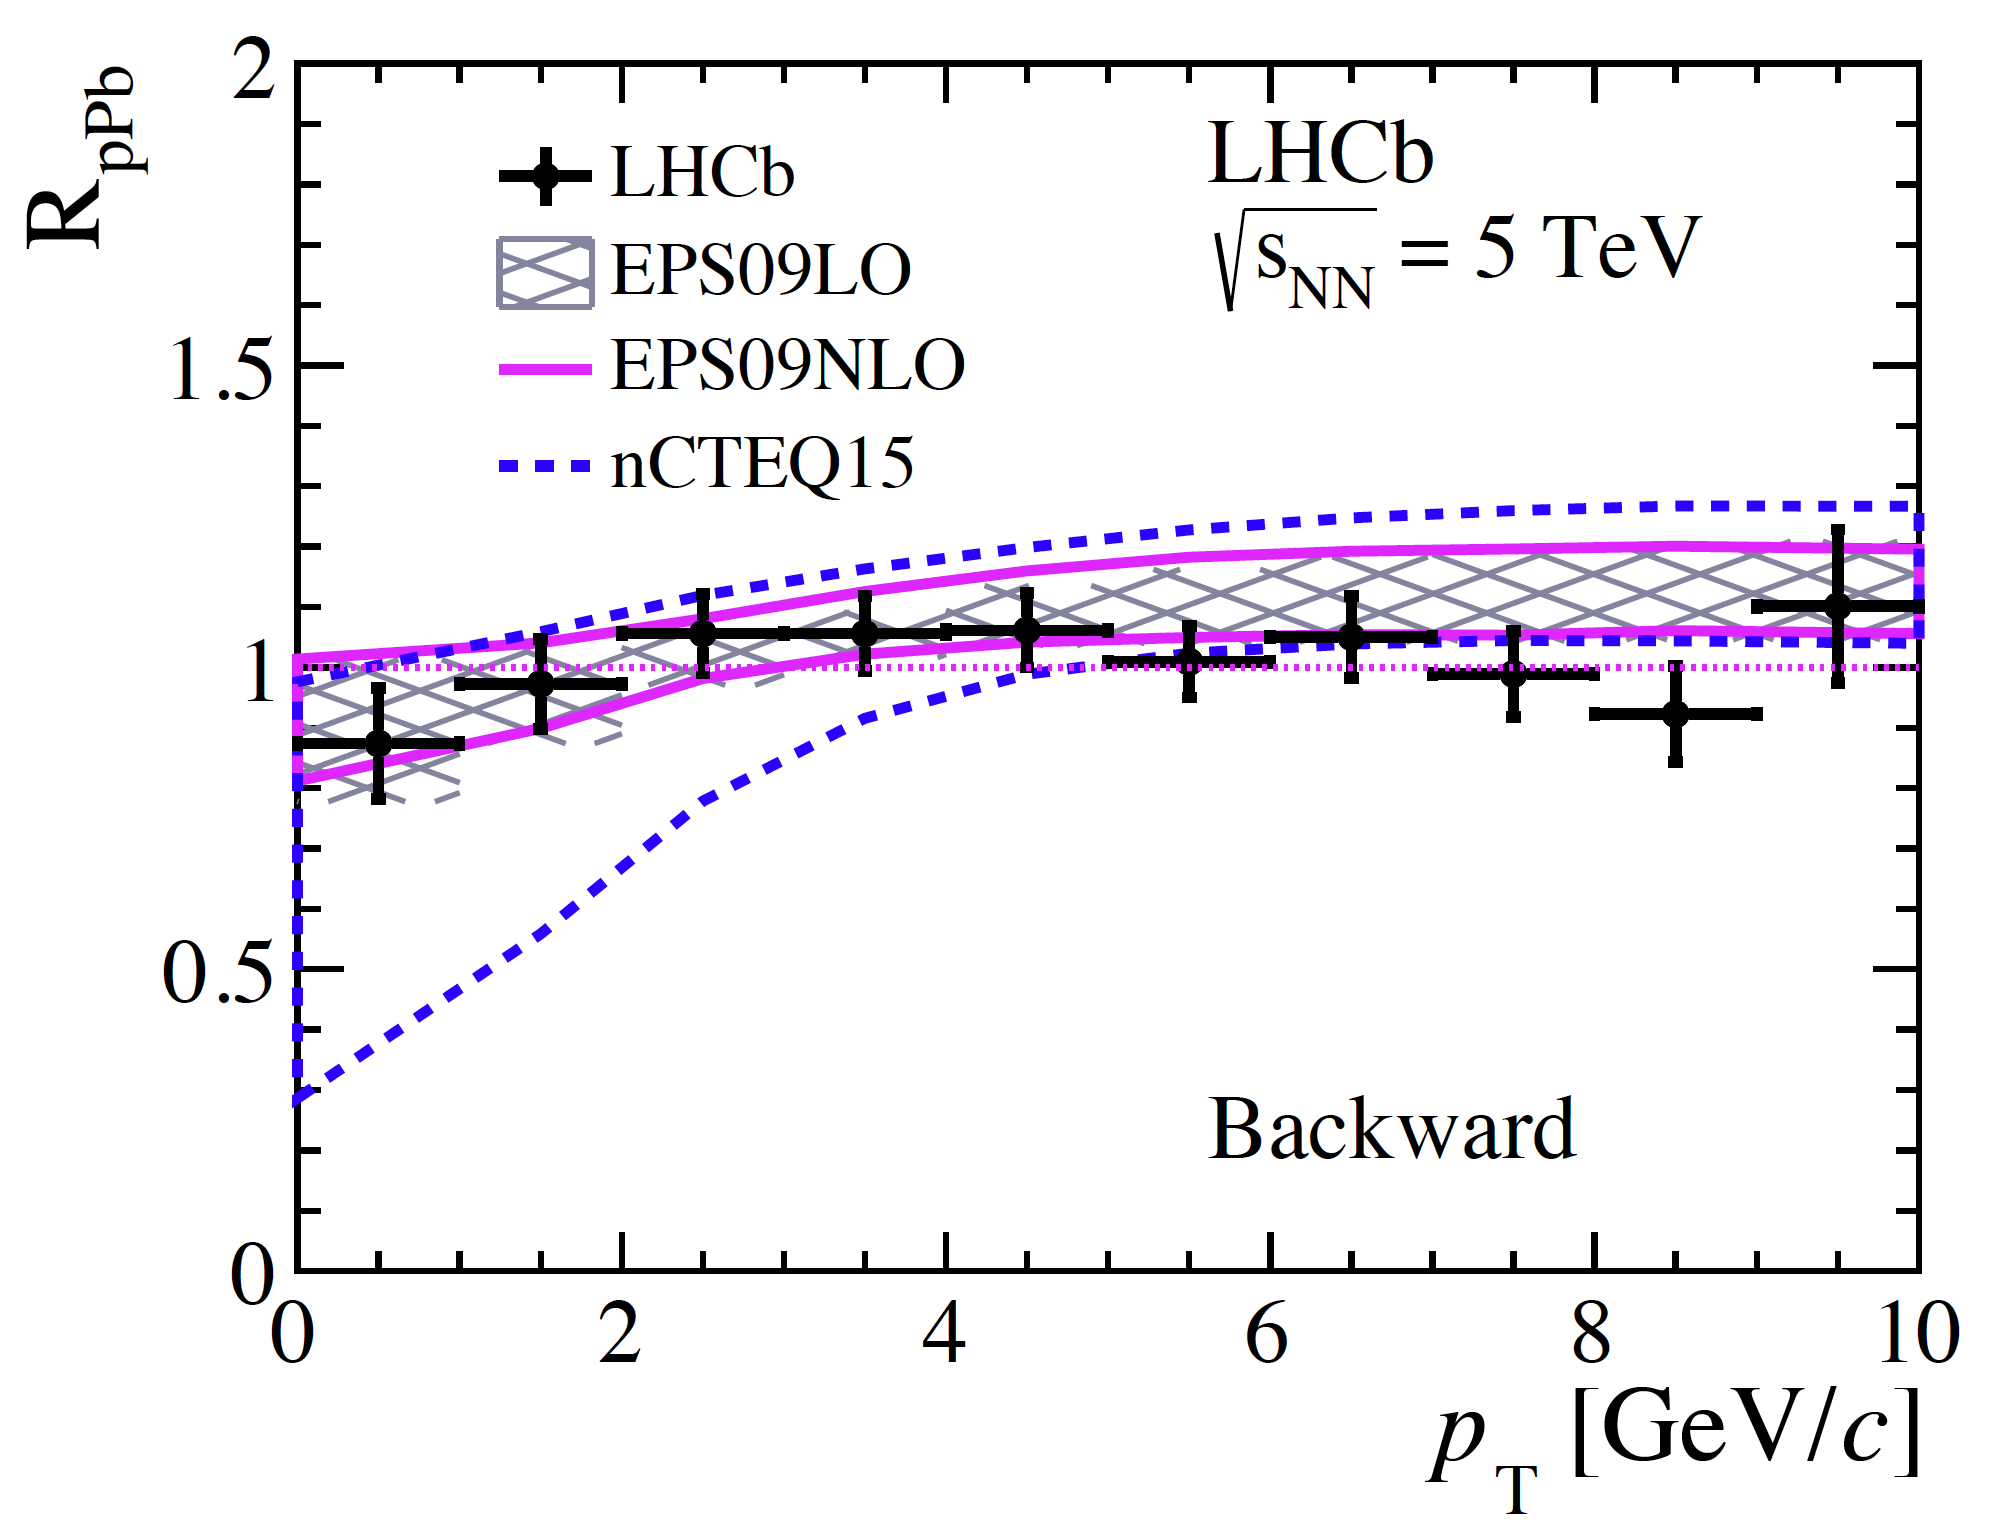 R_pPb
2
1.5
1
0.5
0
LHCb
EPS09LO
EPS09NLO
nCTEQ15
LHCb
√s_NN = 5 TeV
Backward
0 2 4 6 8 10
p_T [GeV/c]